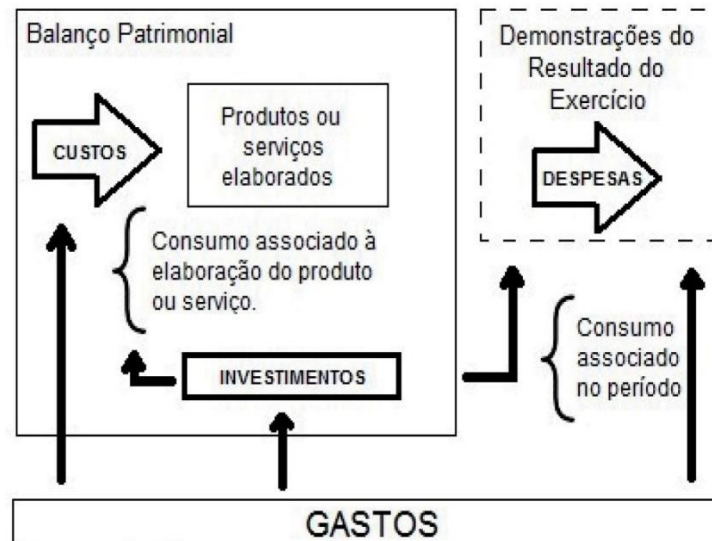 Balanço Patrimonial
CUSTOS
Produtos ou
serviços
elaborados
Consumo associado à
elaboração do produto
ou serviço.
INVESTIMENTOS
Demonstrações do
Resultado do
Exercício
DESPESAS
Consumo
associado
no período
GASTOS